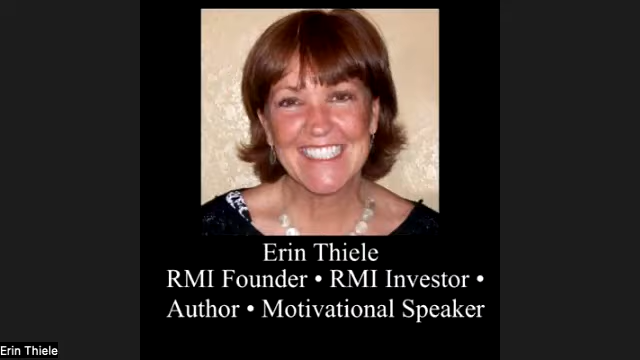 Erin Thiele
RMI Founder • RMI Investor •
Author • Motivational Speaker
Erin Thiele